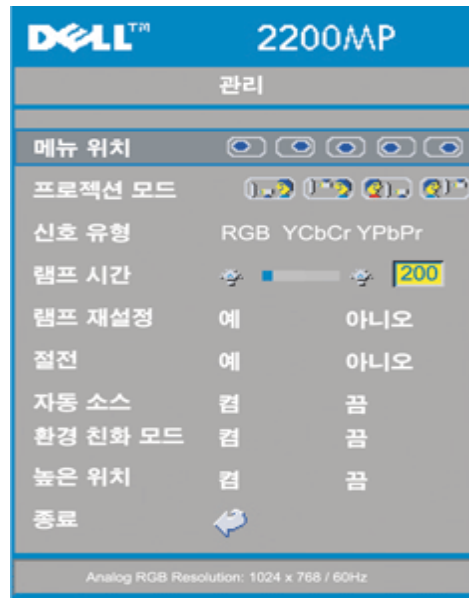 DELL™ 2200MP
관리
메뉴 위치
프로젝션 모드
신호 유형 RGB YCbCr YPbPr
램프 시간 200
램프 재설정 예 아니오
절전 예 아니오
자동 소스 켬 끔
환경 친화 모드 켬 끔
높은 위치 켬 끔
종료
Analog RGB Resolution: 1024 x 768 / 60Hz